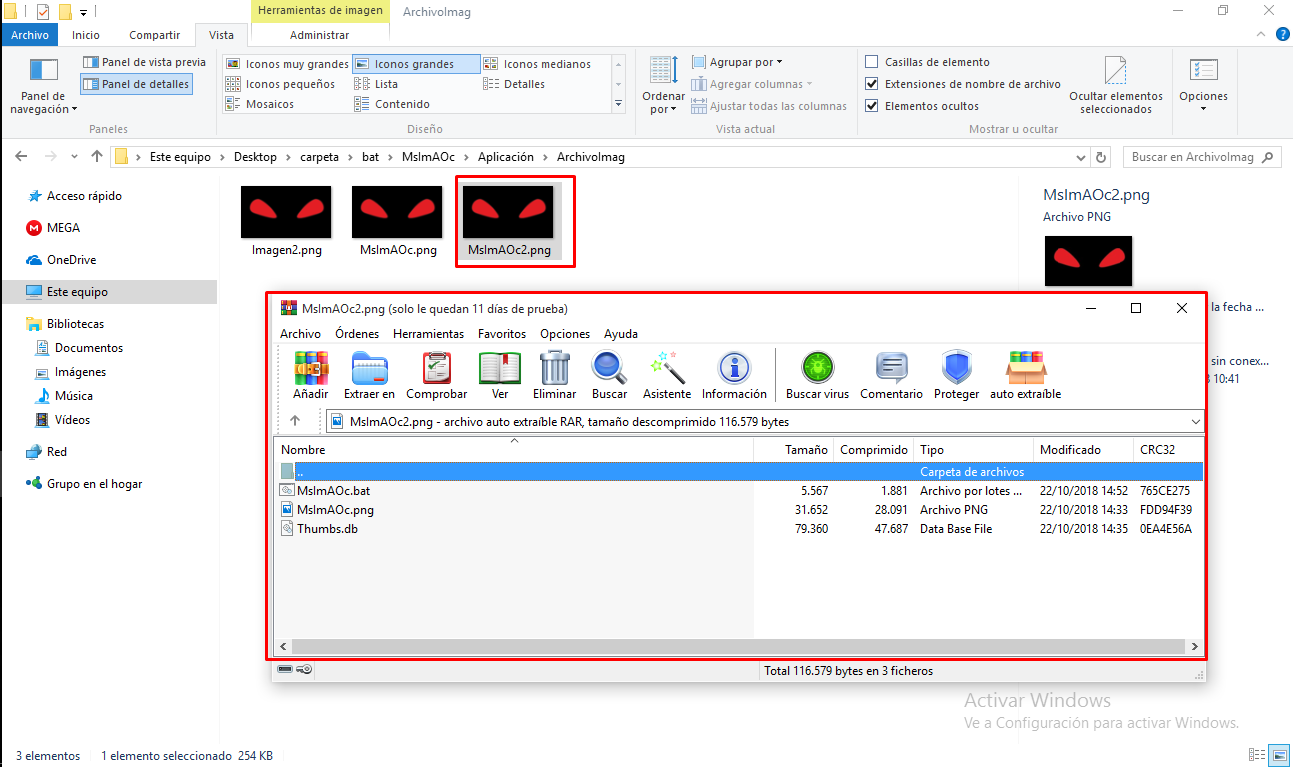 Herramientas de imagen
ArchivoImag
Archivo
Inicio
Compartir
Vista
Administrar
Panel de navegación
Panel de vista previa
Panel de detalles
Paneles
Iconos muy grandes
Iconos grandes
Iconos medianos
Iconos pequeños
Lista
Detalles
Mosaicos
Contenido
Diseño
Ordenar por
Agrupar por
Agregar columnas
Ajustar todas las columnas
Vista actual
Casillas de elemento
Extensiones de nombre de archivo
Elementos ocultos
Ocultar elementos seleccionados
Mostrar u ocultar
Opciones
Este equipo
Desktop
carpeta
bat
MsImAOc
Aplicación
ArchivoImag
Buscar en ArchivoImag
Acceso rápido
MEGA
OneDrive
Este equipo
Bibliotecas
Documentos
Imágenes
Música
Vídeos
Red
Grupo en el hogar
Imagen2.png
MsImAOc.png
MsImAOc2.png
MsImAOc2.png
Archivo PNG
la fecha ...
sin conex...
10:41
MsImAOc2.png (solo le quedan 11 días de prueba)
Archivo Órdenes Herramientas Favoritos Opciones Ayuda
Añadir Extraer en Comprobar Ver Eliminar Buscar Asistente Información Buscar virus Comentario Proteger auto extraíble
MsImAOc2.png - archivo auto extraíble RAR, tamaño descomprimido 116.579 bytes
Nombre Tamaño Comprimido Tipo Modificado CRC32
.. Carpeta de archivos
MsImAOc.bat 5.567 1.881 Archivo por lotes ... 22/10/2018 14:52 765CE275
MsImAOc.png 31.652 28.091 Archivo PNG 22/10/2018 14:33 FDD94F39
Thumbs.db 79.360 47.687 Data Base File 22/10/2018 14:35 0EA4E56A
Total 116.579 bytes en 3 ficheros
Activar Windows
Ve a Configuración para activar Windows.
3 elementos
1 elemento seleccionado 254 KB